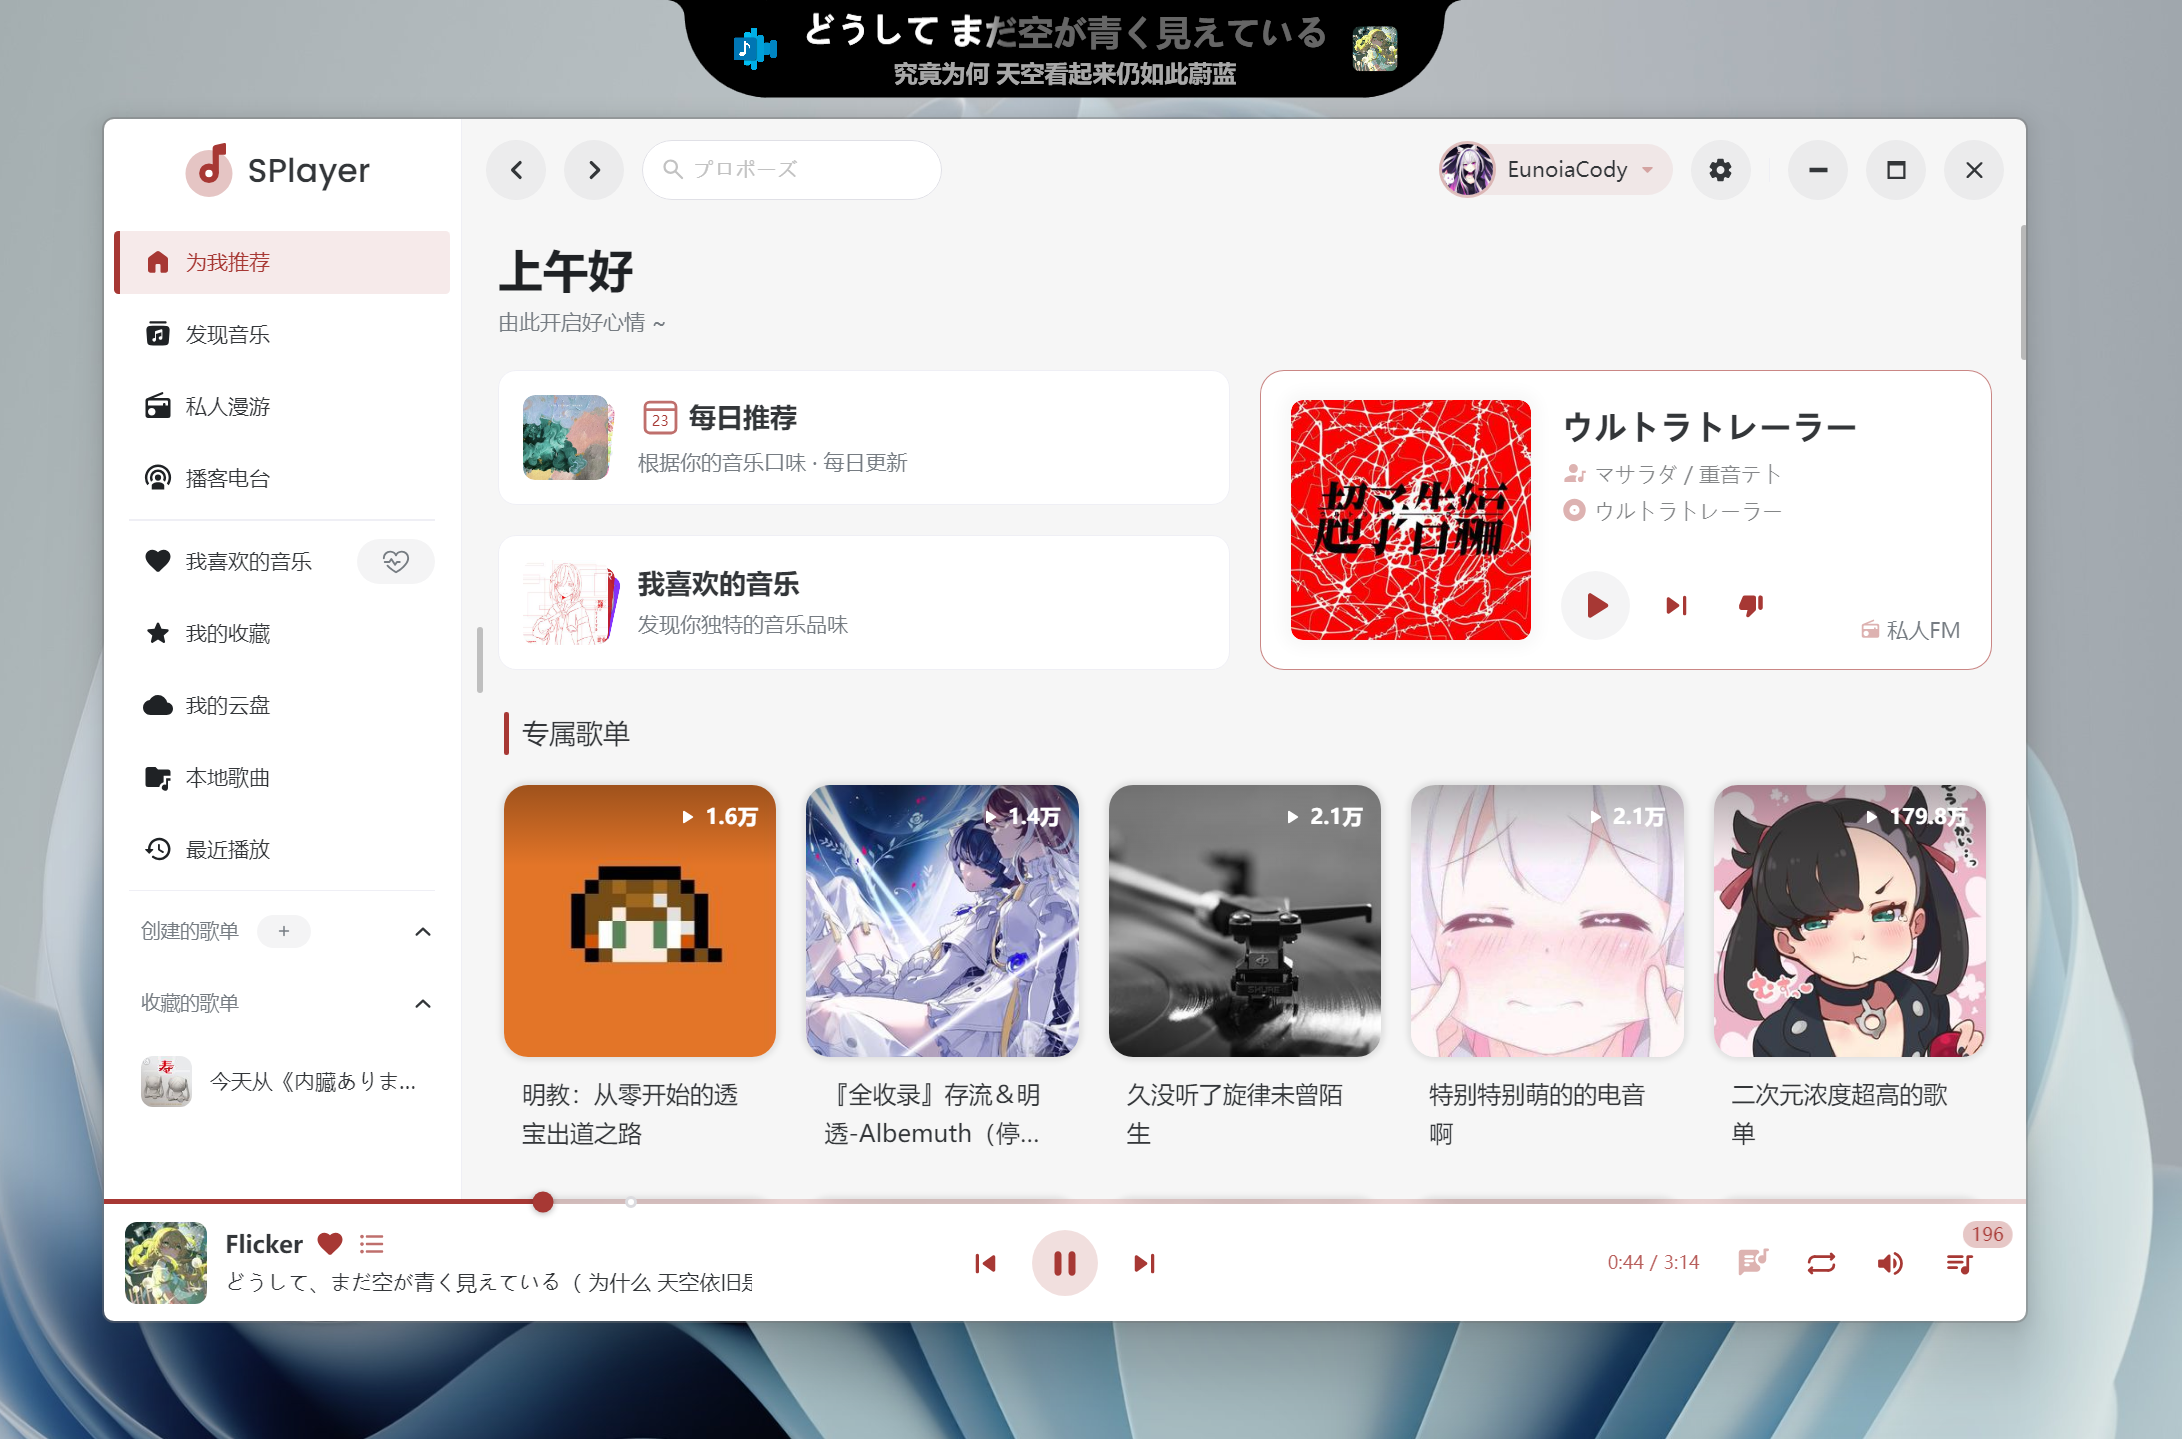 どうして まだ空が青く見えている
究竟为何 天空看起来仍如此蔚蓝
SPlayer
プロポーズ
EunoiaCody
为我推荐
发现音乐
私人漫游
播客电台
我喜欢的音乐
我的收藏
我的云盘
本地歌曲
最近播放
创建的歌单
收藏的歌单
今天从《内臓ありま...
上午好
由此开启好心情 ~
23 每日推荐
根据你的音乐口味 · 每日更新
我喜欢的音乐
发现你独特的音乐品味
超予告編
ウルトラトレーラー
マサラダ / 重音テト
ウルトラトレーラー
私人FM
专属歌单
1.6万
明教：从零开始的透
宝出道之路
1.4万
『全收录』存流＆明
透-Albemuth（停...
2.1万
SHURE
久没听了旋律未曾陌
生
2.1万
特别特别萌的的电音
啊
179.8万
二次元浓度超高的歌
单
Flicker
どうして、まだ空が青く見えている（ 为什么 天空依旧是
0:44 / 3:14
196